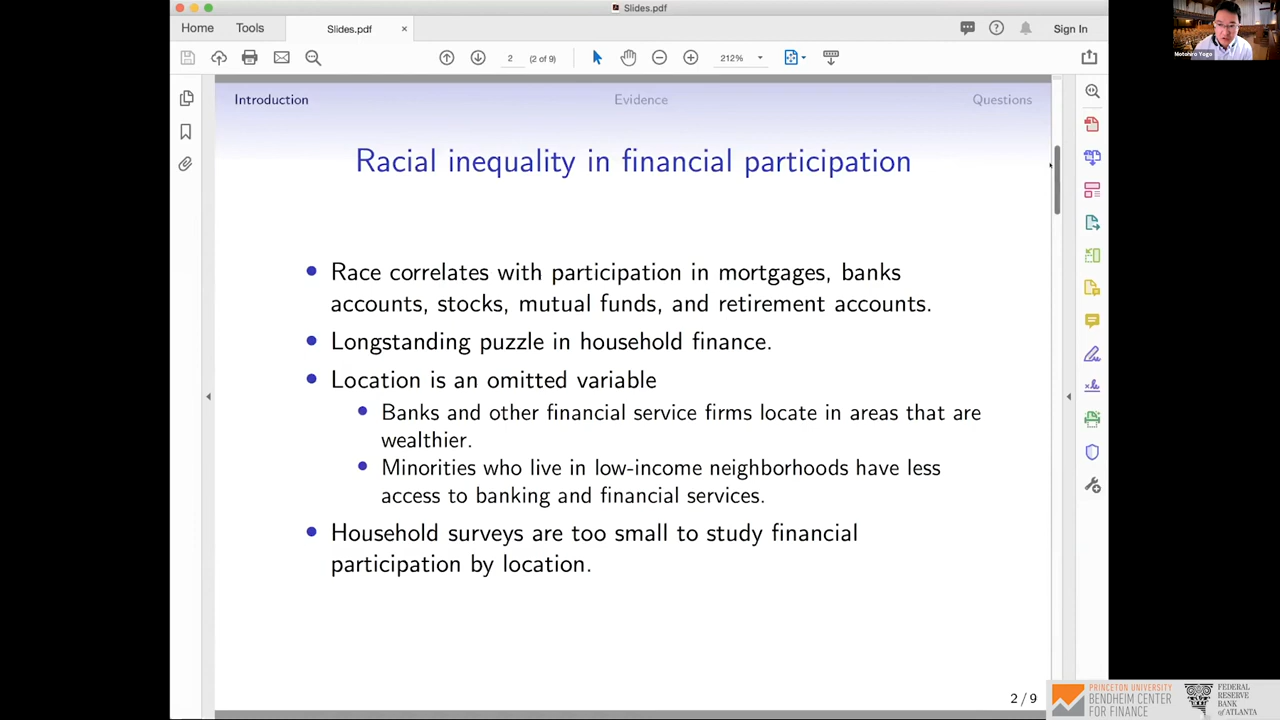 Slides.pdf
Home
Tools
Slides.pdf
×
2
(2 of 9)
212%
Sign In
Motohiro Yogo
Introduction
Evidence
Questions
Racial inequality in financial participation
Race correlates with participation in mortgages, banks
accounts, stocks, mutual funds, and retirement accounts.
Longstanding puzzle in household finance.
Location is an omitted variable
Banks and other financial service firms locate in areas that are
wealthier.
Minorities who live in low-income neighborhoods have less
access to banking and financial services.
Household surveys are too small to study financial
participation by location.
2 / 9
PRINCETON UNIVERSITY
BENDHEIM CENTER
FOR FINANCE
FEDERAL
RESERVE
BANK
of ATLANTA